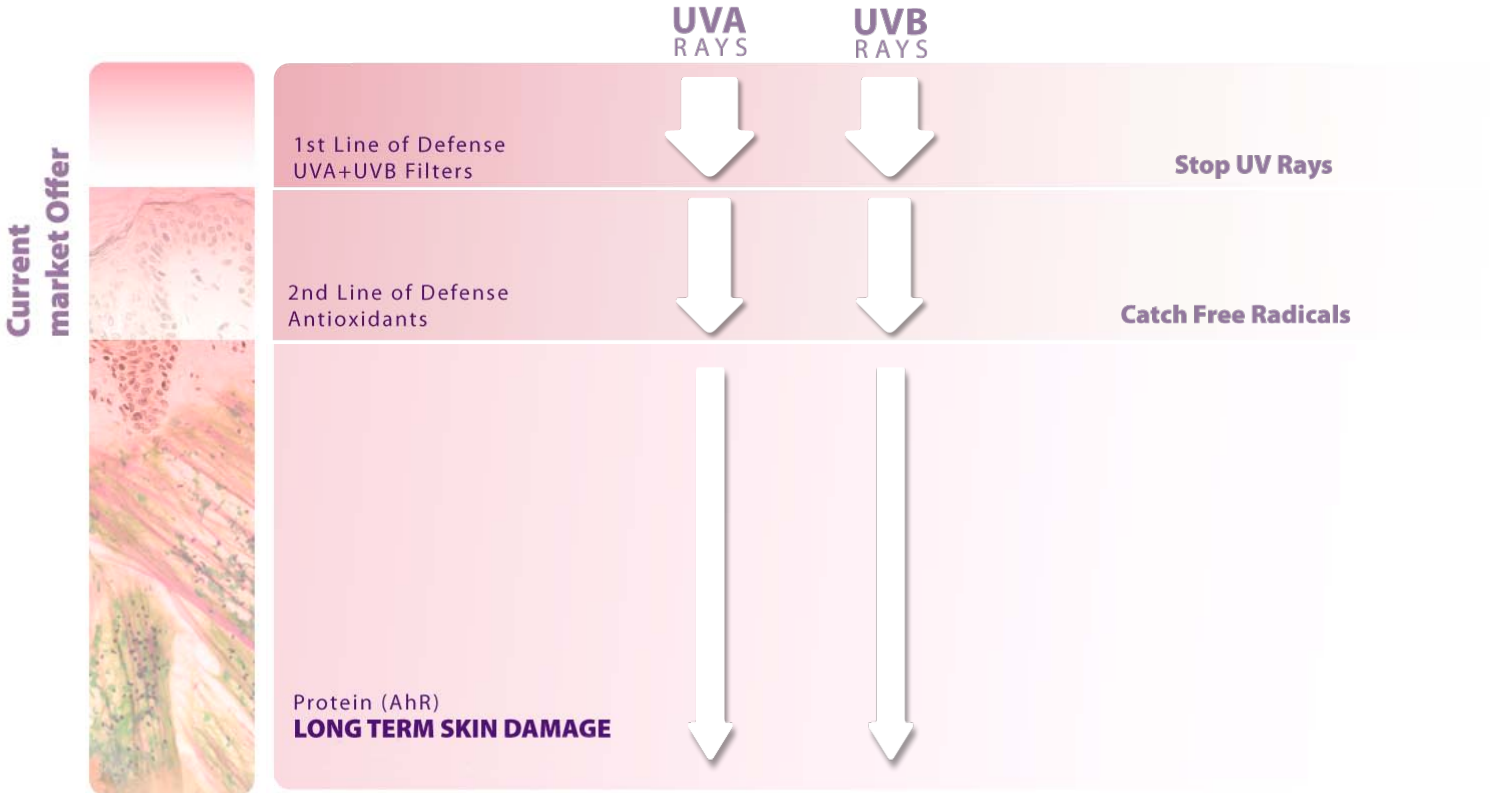 UVA
RAYS
UVB
RAYS
Current
market Offer
1st Line of Defense
UVA+UVB Filters
Stop UV Rays
2nd Line of Defense
Antioxidants
Catch Free Radicals
Protein (AhR)
LONG TERM SKIN DAMAGE